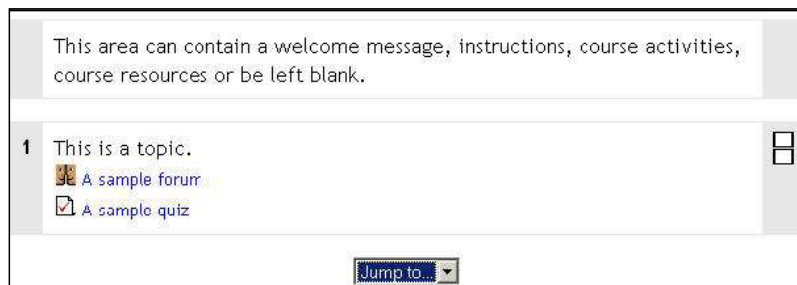 This area can contain a welcome message, instructions, course activities,
course resources or be left blank.
1 This is a topic.
A sample forum
A sample quiz
Jump to...